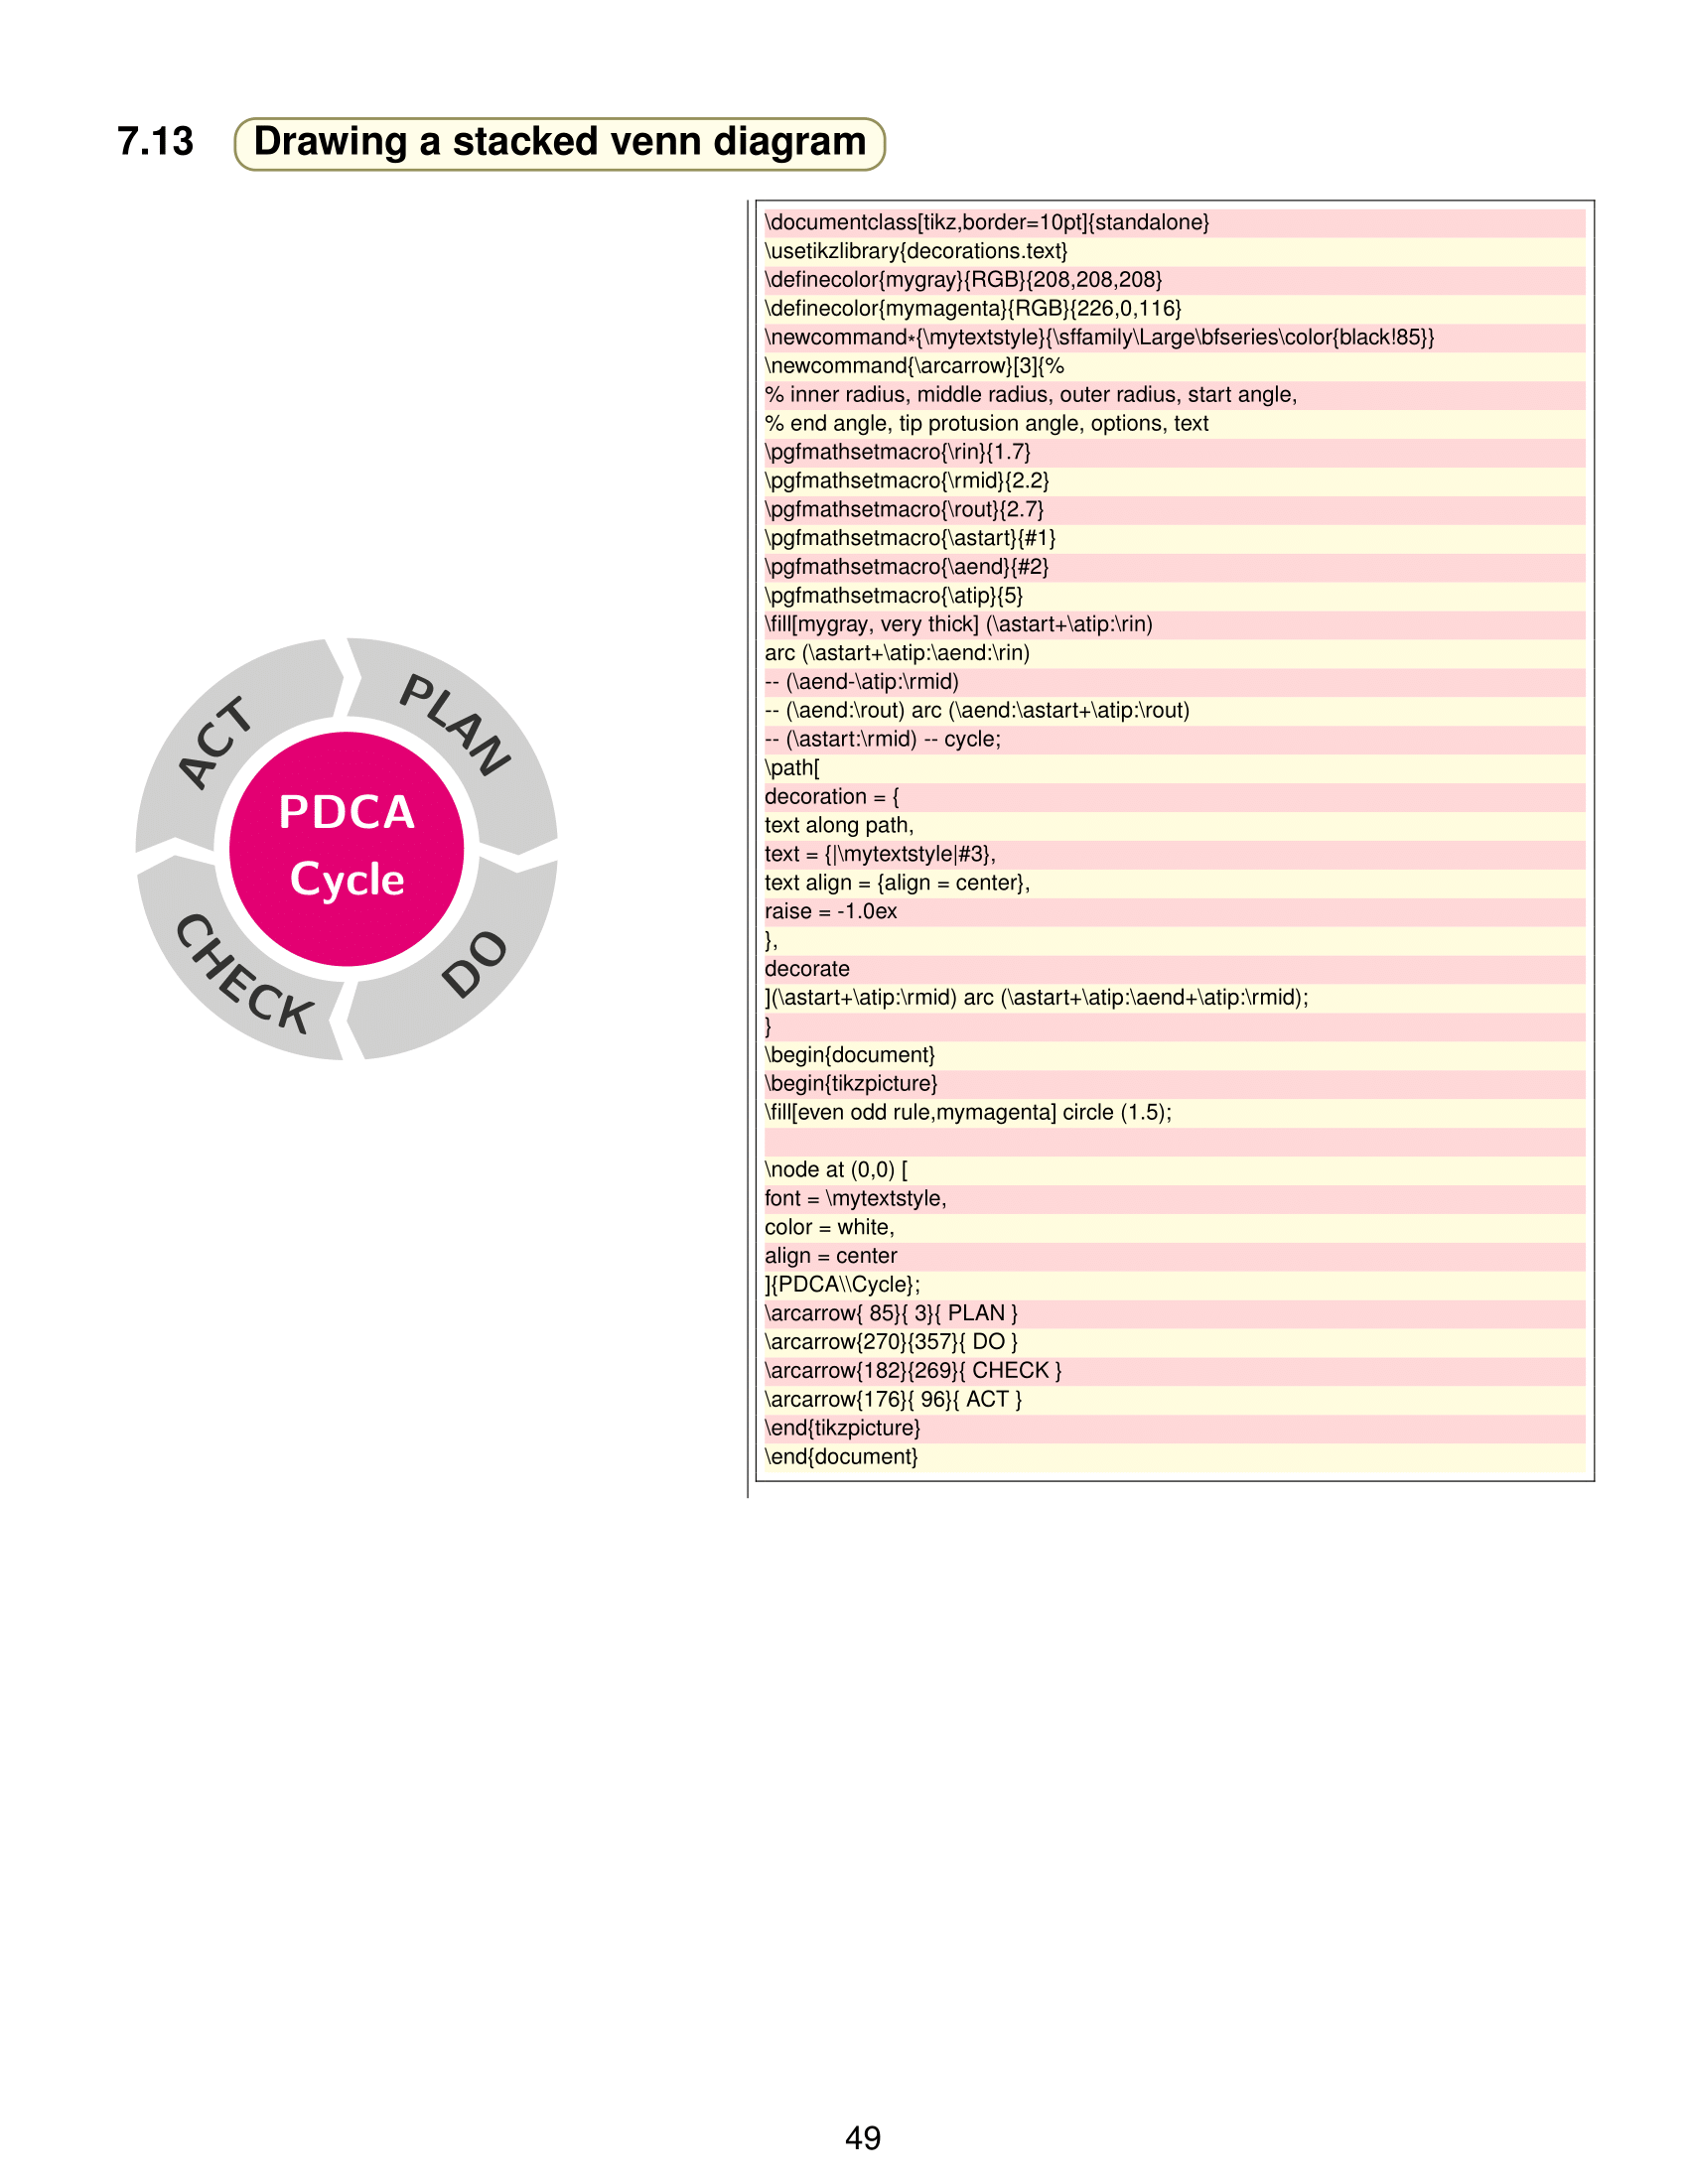 7.13 Drawing a stacked venn diagram
ACT
PLAN
PDCA
Cycle
CHECK
DO
\documentclass[tikz,border=10pt]{standalone}
\usetikzlibrary{decorations.text}
\definecolor{mygray}{RGB}{208,208,208}
\definecolor{mymagenta}{RGB}{226,0,116}
\newcommand*{\mytextstyle}{\sffamily\Large\bfseries\color{black!85}}
\newcommand{\arcarrow}[3]{%
% inner radius, middle radius, outer radius, start angle,
% end angle, tip protusion angle, options, text
\pgfmathsetmacro{\rin}{1.7}
\pgfmathsetmacro{\rmid}{2.2}
\pgfmathsetmacro{\rout}{2.7}
\pgfmathsetmacro{\astart}{#1}
\pgfmathsetmacro{\aend}{#2}
\pgfmathsetmacro{\atip}{5}
\fill[mygray, very thick] (\astart+\atip:\rin)
arc (\astart+\atip:\aend:\rin)
-- (\aend-\atip:\rmid)
-- (\aend:\rout) arc (\aend:\astart+\atip:\rout)
-- (\astart:\rmid) -- cycle;
\path[
decoration = {
text along path,
text = {|\mytextstyle|#3},
text align = {align = center},
raise = -1.0ex
},
decorate
](\astart+\atip:\rmid) arc (\astart+\atip:\aend+\atip:\rmid);
}
\begin{document}
\begin{tikzpicture}
\fill[even odd rule,mymagenta] circle (1.5);
\node at (0,0) [
font = \mytextstyle,
color = white,
align = center
]{PDCA\\Cycle};
\arcarrow{ 85}{ 3}{ PLAN }
\arcarrow{270}{357}{ DO }
\arcarrow{182}{269}{ CHECK }
\arcarrow{176}{ 96}{ ACT }
\end{tikzpicture}
\end{document}
49